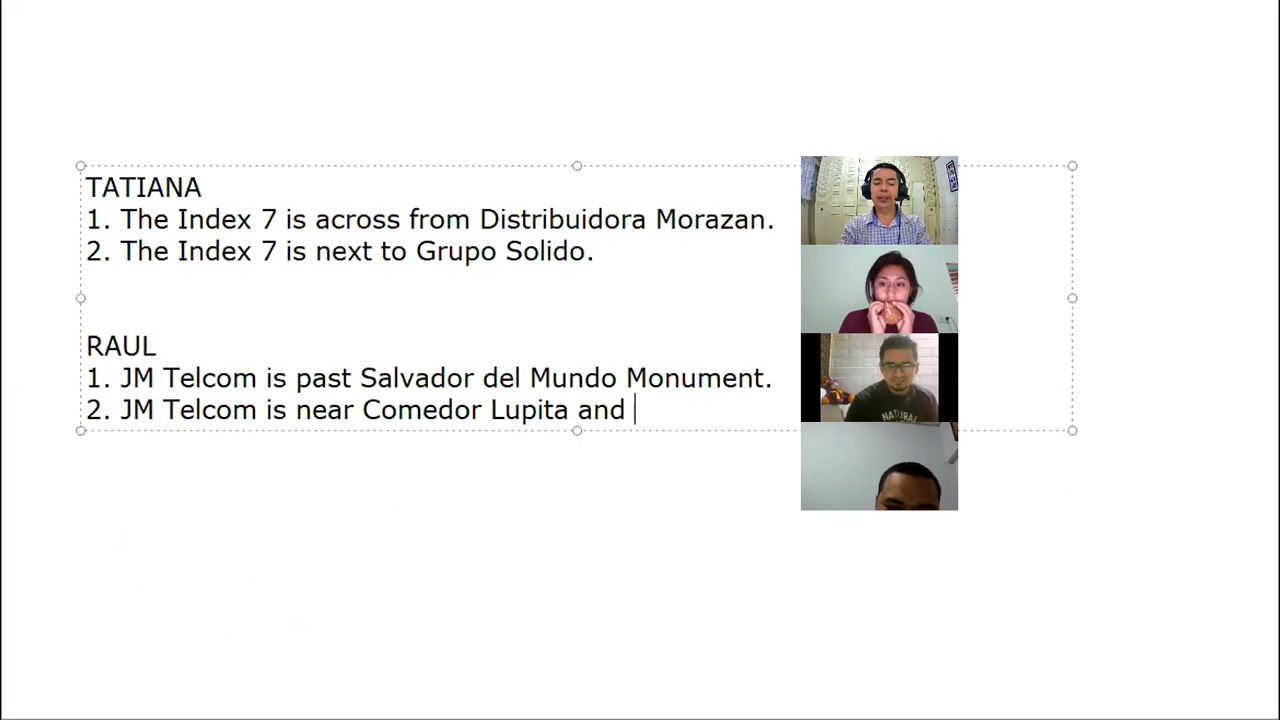 TATIANA
1. The Index 7 is across from Distribuidora Morazan.
2. The Index 7 is next to Grupo Solido.
RAUL
1. JM Telcom is past Salvador del Mundo Monument.
2. JM Telcom is near Comedor Lupita and
NATURAL